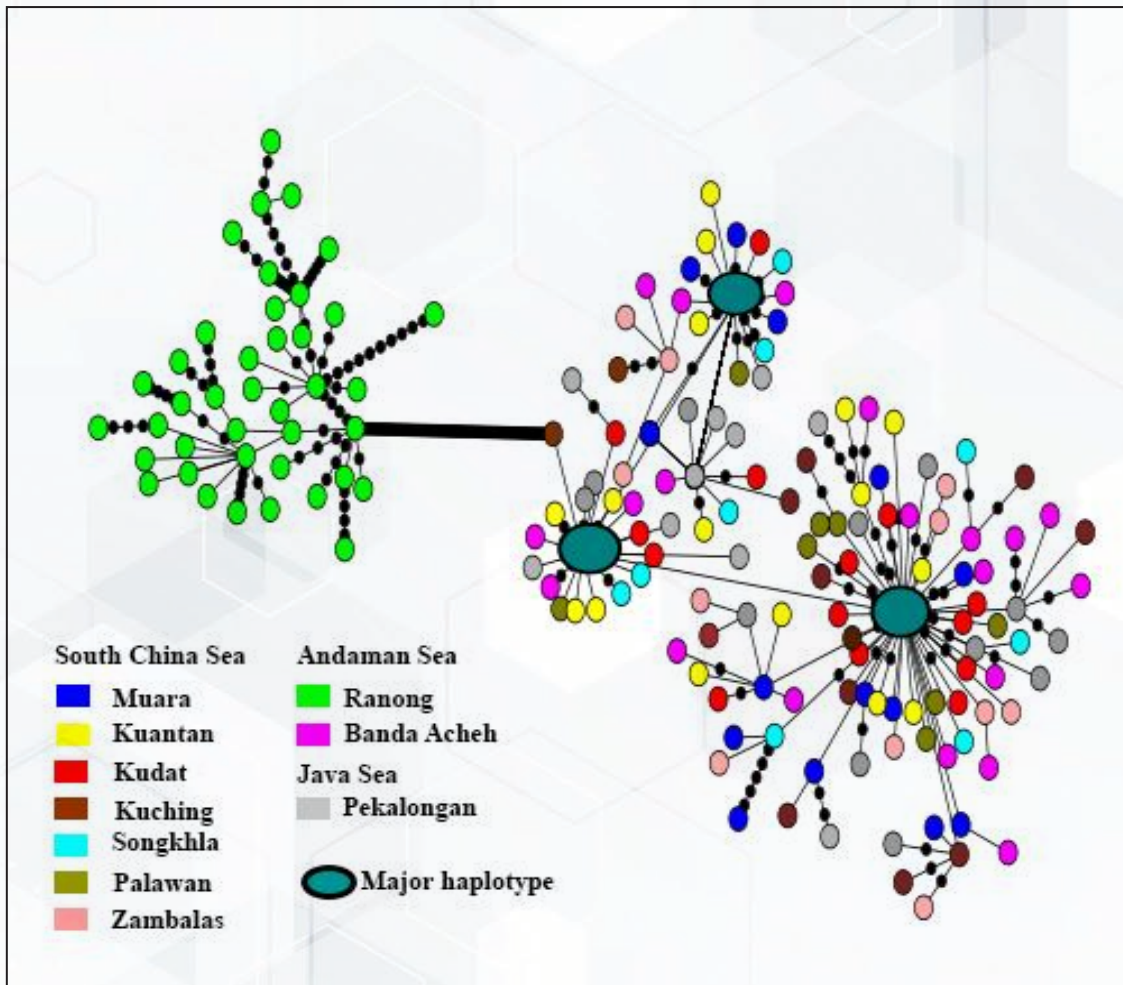 South China Sea
Muara
Kuantan
Kudat
Kuching
Songkhla
Palawan
Zambalas
Andaman Sea
Ranong
Banda Acheh
Java Sea
Pekalongan
Major haplotype